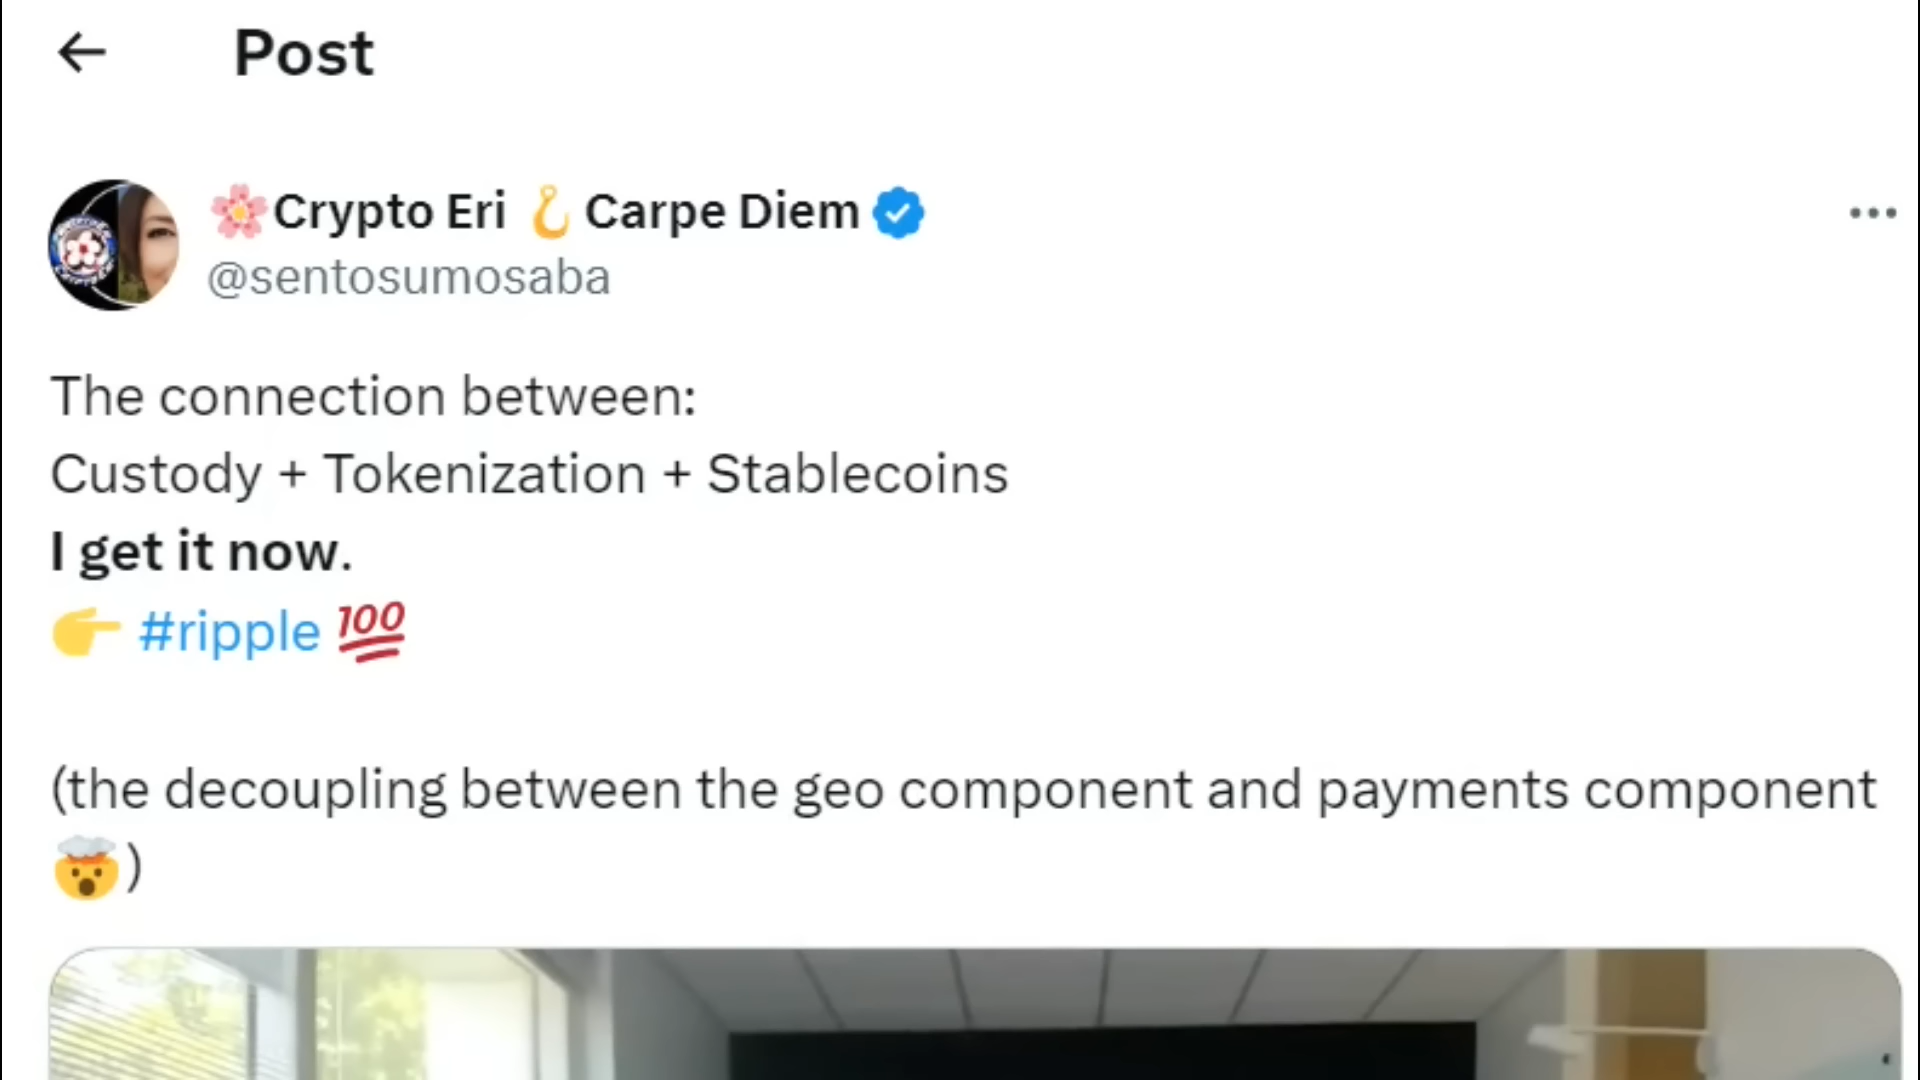 Post
🌸Crypto Eri 🪝 Carpe Diem
@sentosumosaba
The connection between:
Custody + Tokenization + Stablecoins
I get it now.
👉 #ripple 💯
(the decoupling between the geo component and payments component
🤯)